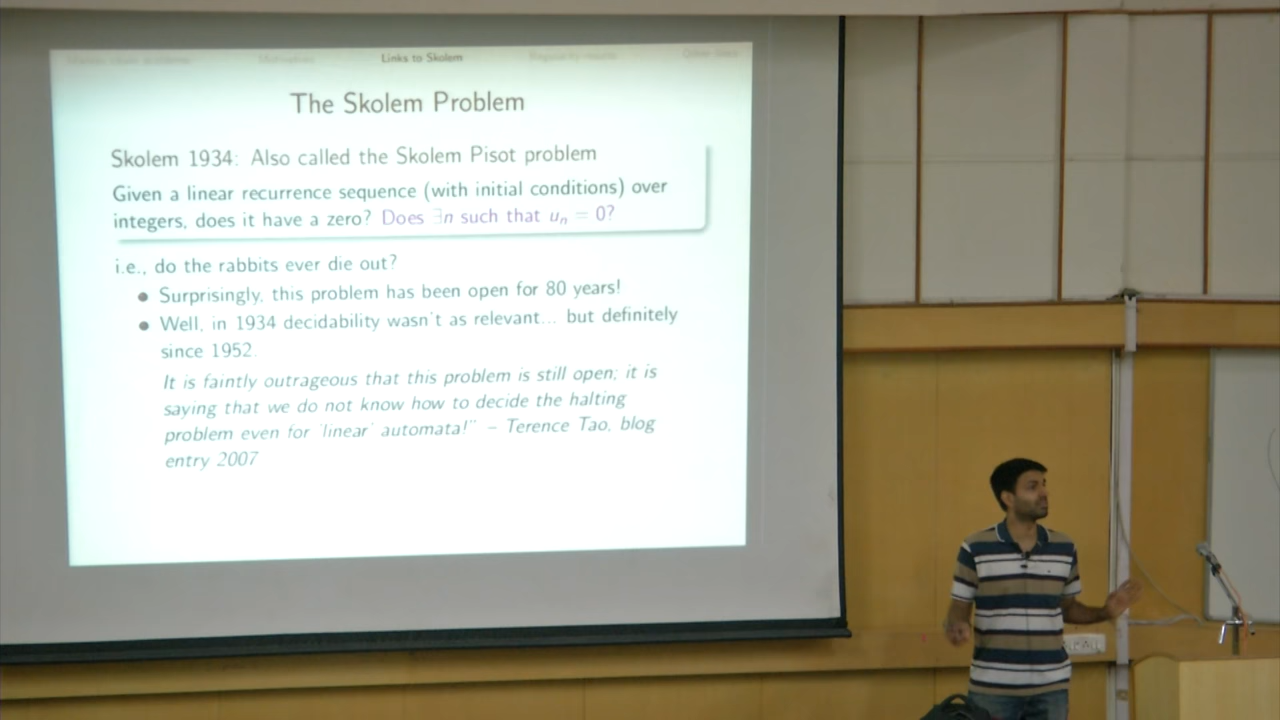 Links to Skolem
The Skolem Problem
Skolem 1934: Also called the Skolem Pisot problem
Given a linear recurrence sequence (with initial conditions) over
integers, does it have a zero? Does ∃n such that uₙ = 0?
i.e., do the rabbits ever die out?
● Surprisingly, this problem has been open for 80 years!
● Well, in 1934 decidability wasn't as relevant... but definitely
since 1952.
It is faintly outrageous that this problem is still open; it is
saying that we do not know how to decide the halting
problem even for 'linear' automata!" – Terence Tao, blog
entry 2007